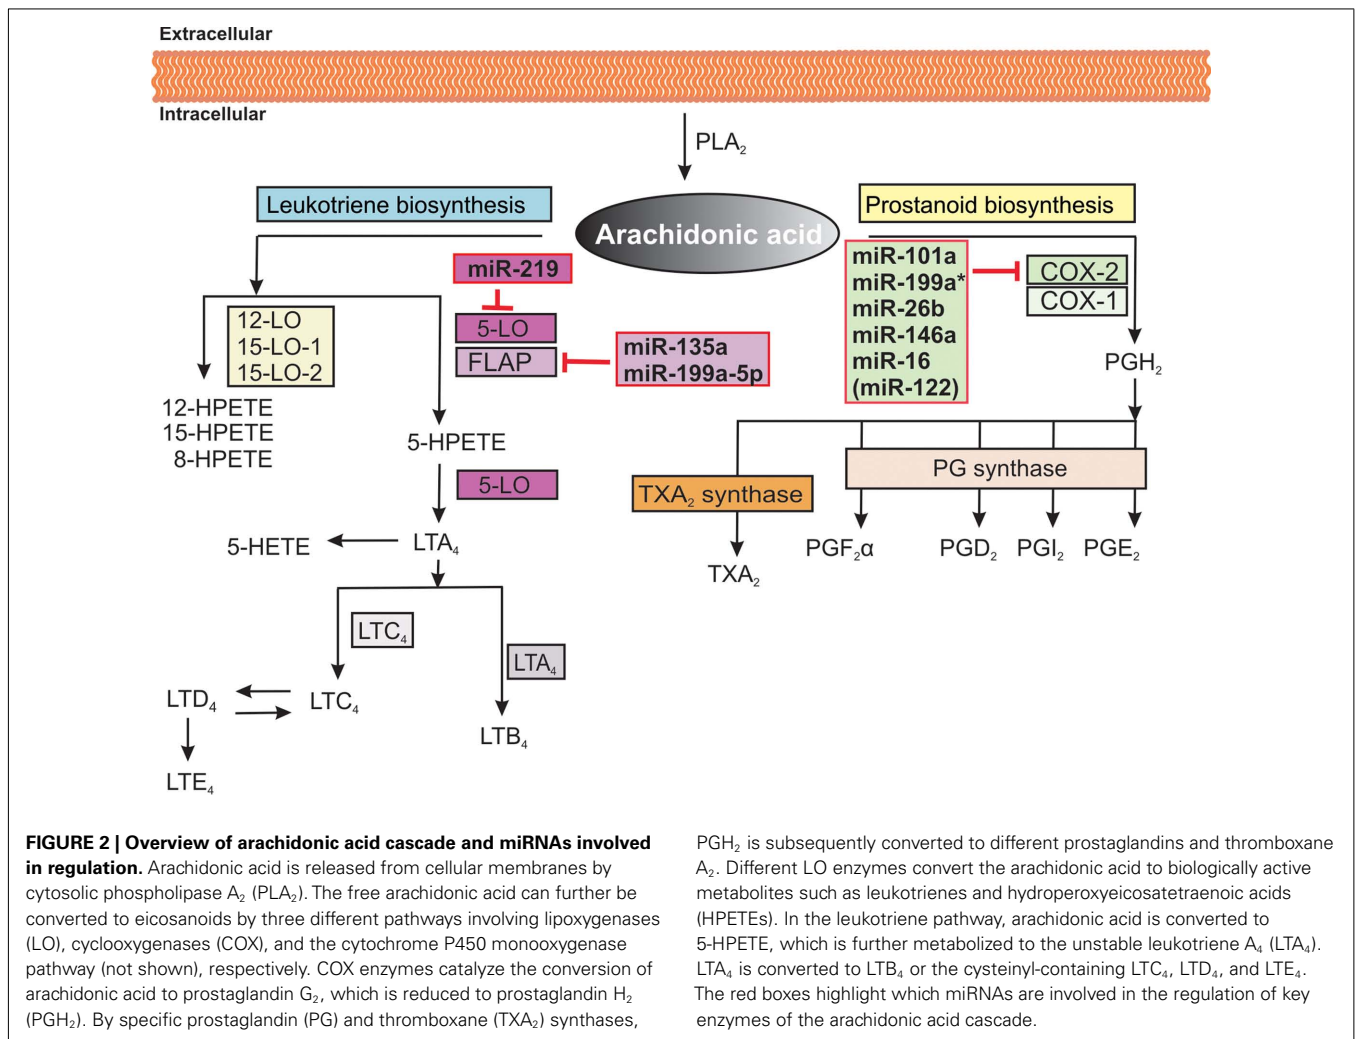 Extracellular
Intracellular
PLA₂
Leukotriene biosynthesis
Arachidonic acid
Prostanoid biosynthesis
miR-219
5-LO
FLAP
miR-135a
miR-199a-5p
miR-101a
miR-199a*
miR-26b
miR-146a
miR-16
(miR-122)
COX-2
COX-1
12-LO
15-LO-1
15-LO-2
12-HPETE
15-HPETE
8-HPETE
5-HPETE
5-LO
5-HETE
LTA₄
LTC₄
LTA₄
LTD₄
LTC₄
LTB₄
LTE₄
PGH₂
PG synthase
TXA₂ synthase
TXA₂
PGF₂α
PGD₂
PGI₂
PGE₂
FIGURE 2 | Overview of arachidonic acid cascade and miRNAs involved
in regulation. Arachidonic acid is released from cellular membranes by
cytosolic phospholipase A₂ (PLA₂). The free arachidonic acid can further be
converted to eicosanoids by three different pathways involving lipoxygenases
(LO), cyclooxygenases (COX), and the cytochrome P450 monooxygenase
pathway (not shown), respectively. COX enzymes catalyze the conversion of
arachidonic acid to prostaglandin G₂, which is reduced to prostaglandin H₂
(PGH₂). By specific prostaglandin (PG) and thromboxane (TXA₂) synthases,
PGH₂ is subsequently converted to different prostaglandins and thromboxane
A₂. Different LO enzymes convert the arachidonic acid to biologically active
metabolites such as leukotrienes and hydroperoxyeicosatetraenoic acids
(HPETEs). In the leukotriene pathway, arachidonic acid is converted to
5-HPETE, which is further metabolized to the unstable leukotriene A₄ (LTA₄).
LTA₄ is converted to LTB₄ or the cysteinyl-containing LTC₄, LTD₄, and LTE₄.
The red boxes highlight which miRNAs are involved in the regulation of key
enzymes of the arachidonic acid cascade.